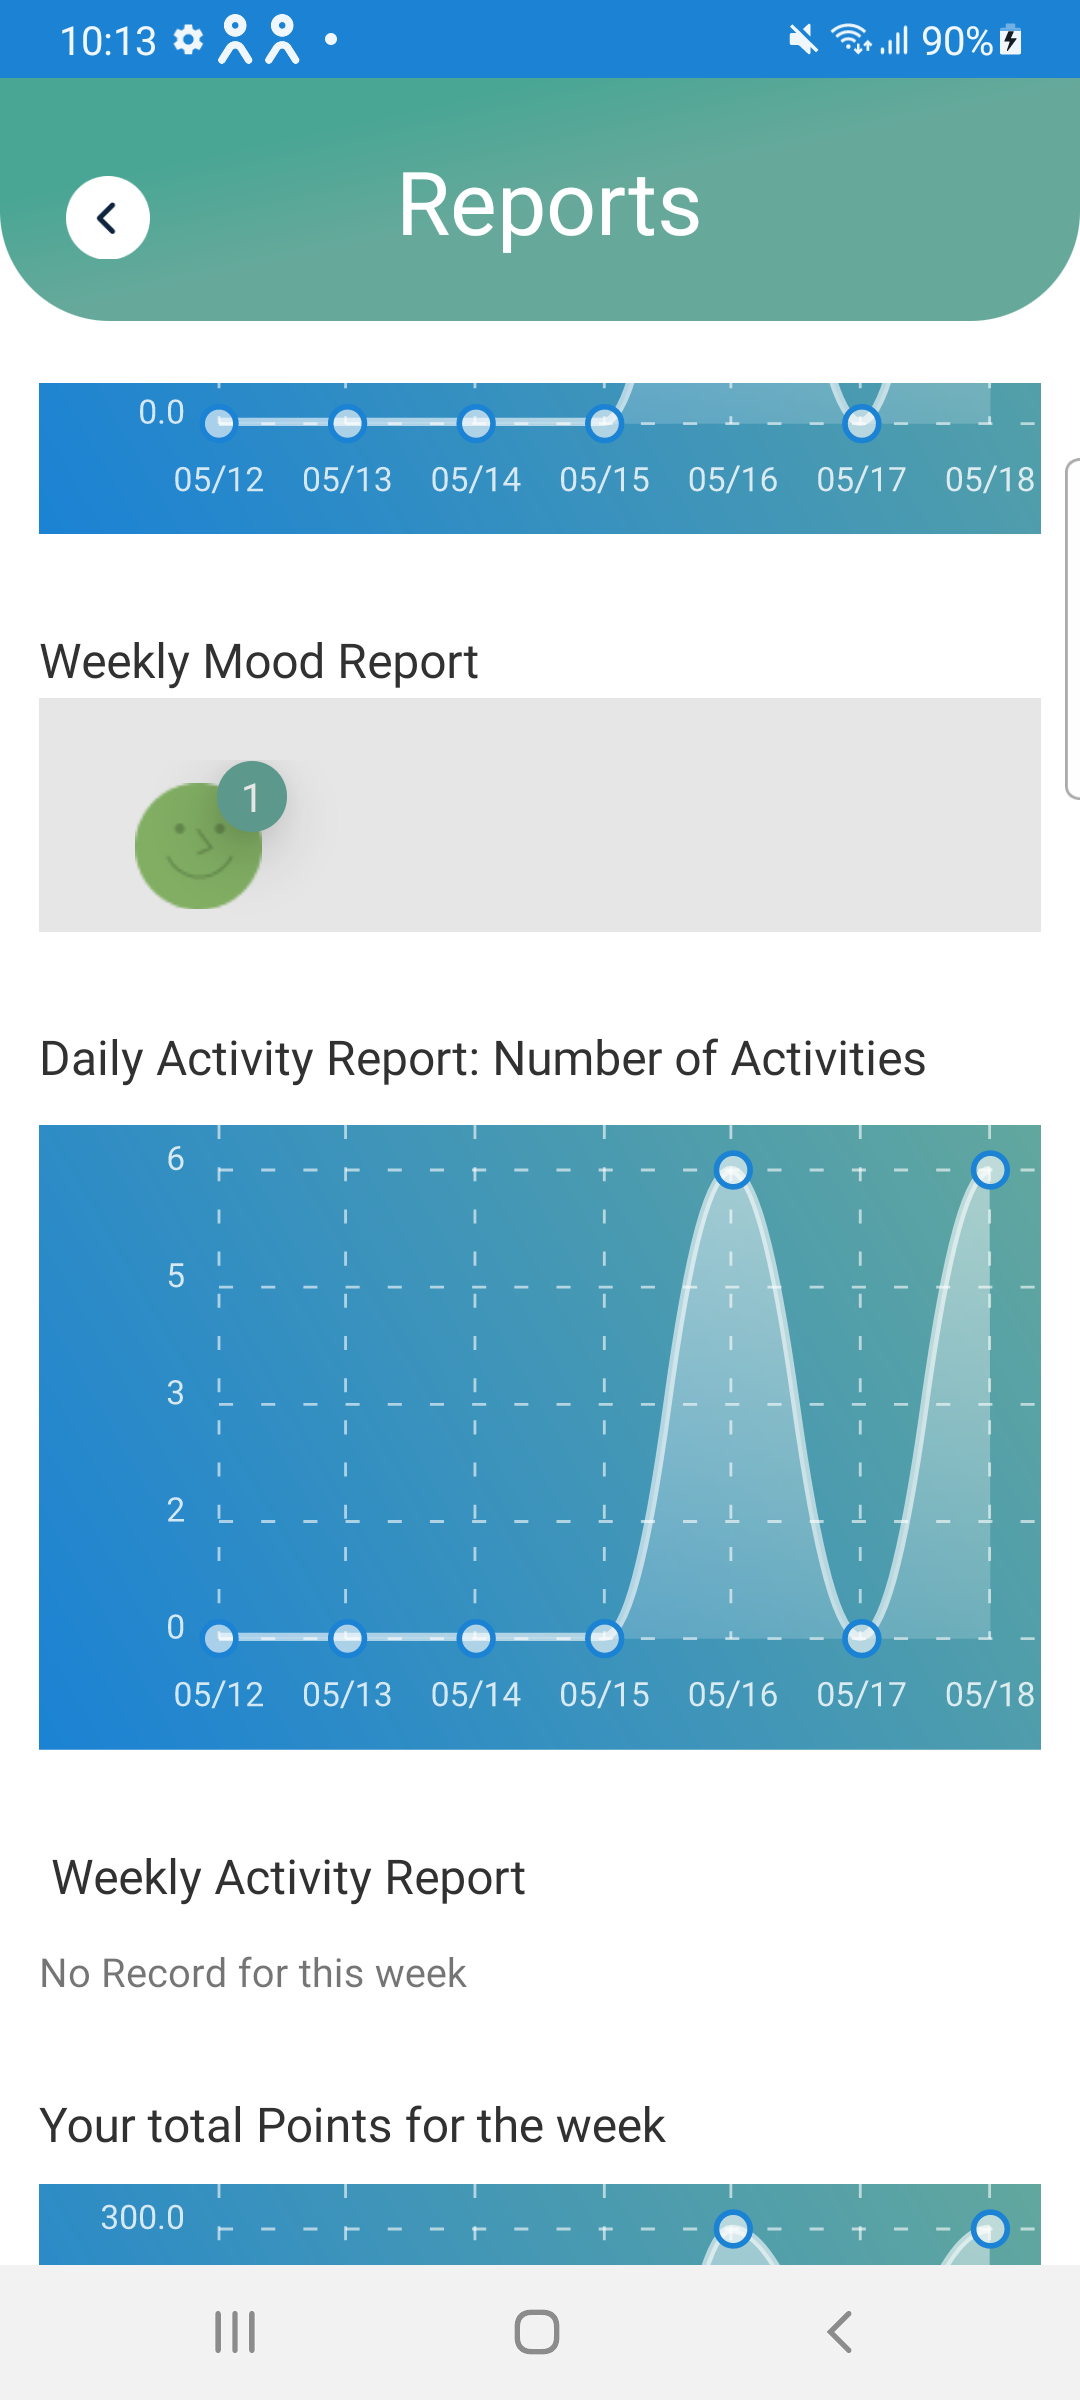 10:13 90%
Reports
0.0
05/12 05/13 05/14 05/15 05/16 05/17 05/18
Weekly Mood Report
1
Daily Activity Report: Number of Activities
6
5
3
2
0
05/12 05/13 05/14 05/15 05/16 05/17 05/18
Weekly Activity Report
No Record for this week
Your total Points for the week
300.0